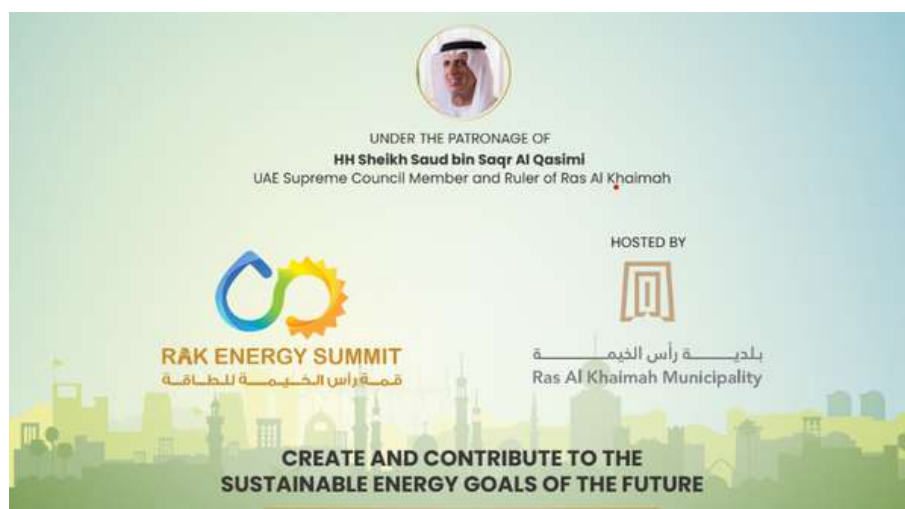 UNDER THE PATRONAGE OF
HH Sheikh Saud bin Saqr Al Qasimi
UAE Supreme Council Member and Ruler of Ras Al Khaimah
HOSTED BY
RAK ENERGY SUMMIT
قمة رأس الخيمة للطاقة
بلدية رأس الخيمة
Ras Al Khaimah Municipality
CREATE AND CONTRIBUTE TO THE
SUSTAINABLE ENERGY GOALS OF THE FUTURE